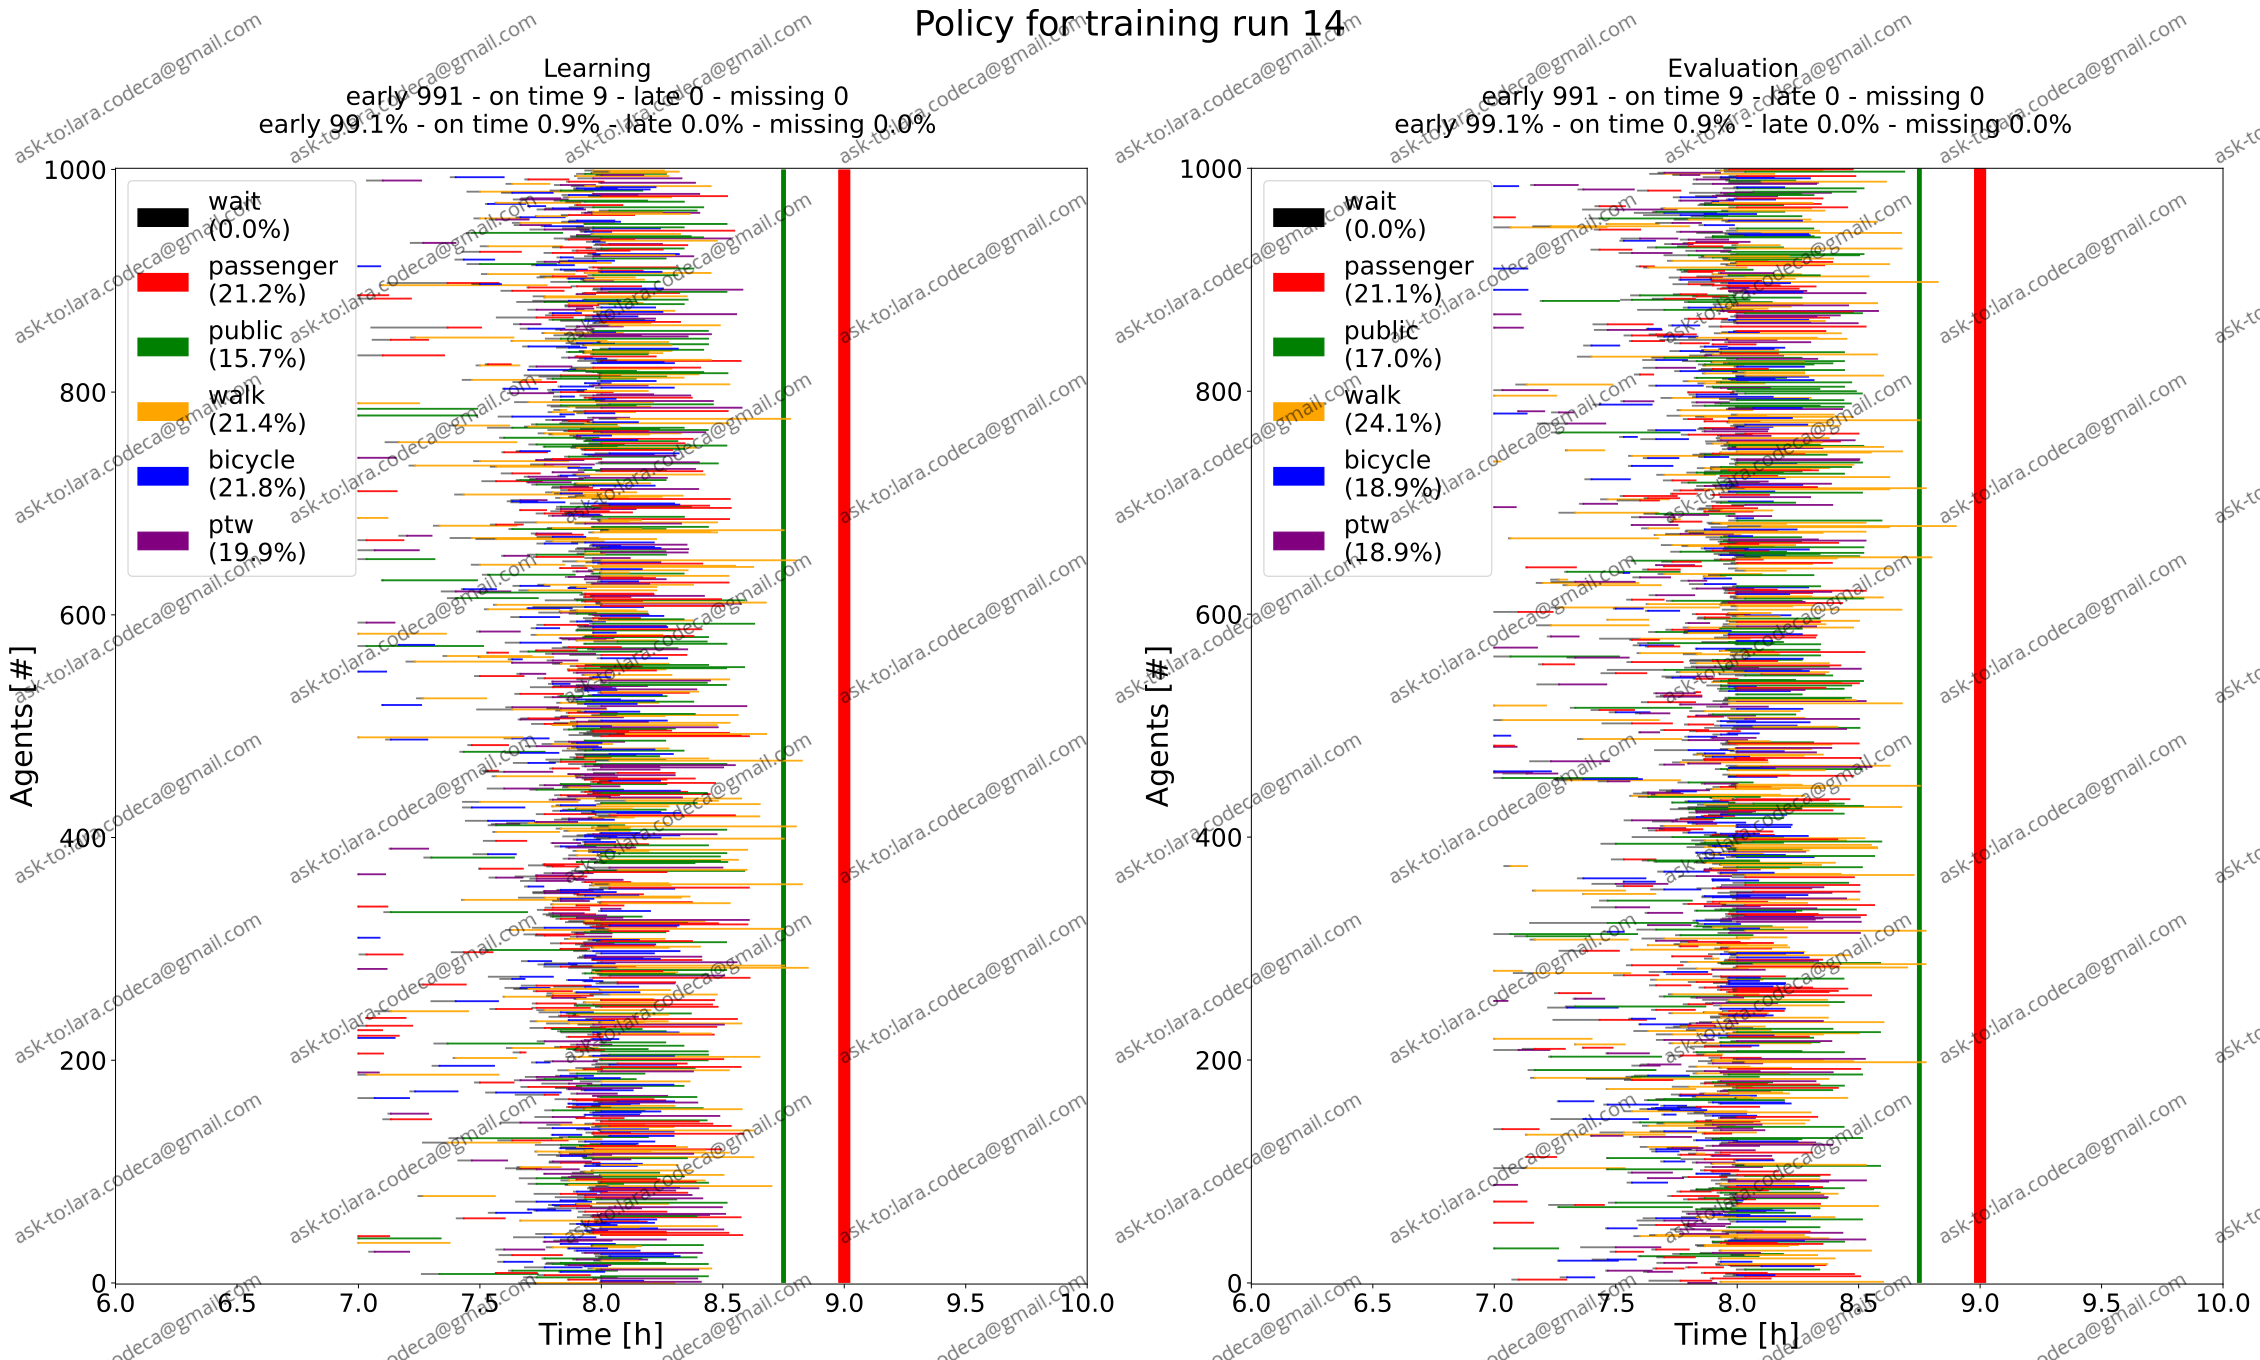 Policy for training run 14
Learning
early 991 - on time 9 - late 0 - missing 0
early 99.1% - on time 0.9% - late 0.0% - missing 0.0%
1000
800
600
400
200
0
Agents [#]
wait
(0.0%)
passenger
(21.2%)
public
(15.7%)
walk
(21.4%)
bicycle
(21.8%)
ptw
(19.9%)
6.0 6.5 7.0 7.5 8.0 8.5 9.0 9.5 10.0
Time [h]
Evaluation
early 991 - on time 9 - late 0 - missing 0
early 99.1% - on time 0.9% - late 0.0% - missing 0.0%
1000
800
600
400
200
0
Agents [#]
wait
(0.0%)
passenger
(21.1%)
public
(17.0%)
walk
(24.1%)
bicycle
(18.9%)
ptw
(18.9%)
6.0 6.5 7.0 7.5 8.0 8.5 9.0 9.5 10.0
Time [h]
ask-to:lara.codeca@gmail.com